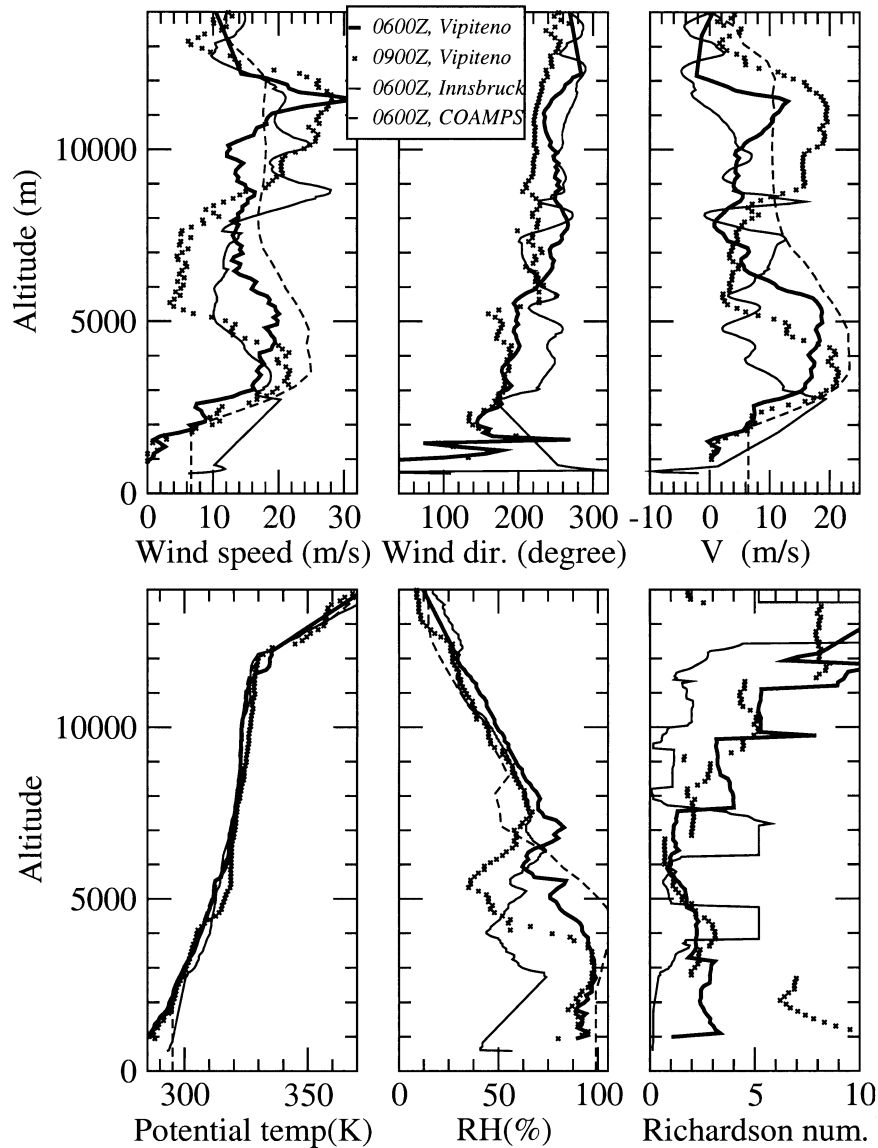 0600Z, Vipiteno
0900Z, Vipiteno
0600Z, Innsbruck
0600Z, COAMPS
Altitude (m)
10000
5000
0
0 10 20 30
100 200 300
-10 0 10 20
Wind speed (m/s)
Wind dir. (degree)
V (m/s)
Altitude
10000
5000
0
300 350
0 50 100
0 5 10
Potential temp(K)
RH(%)
Richardson num.